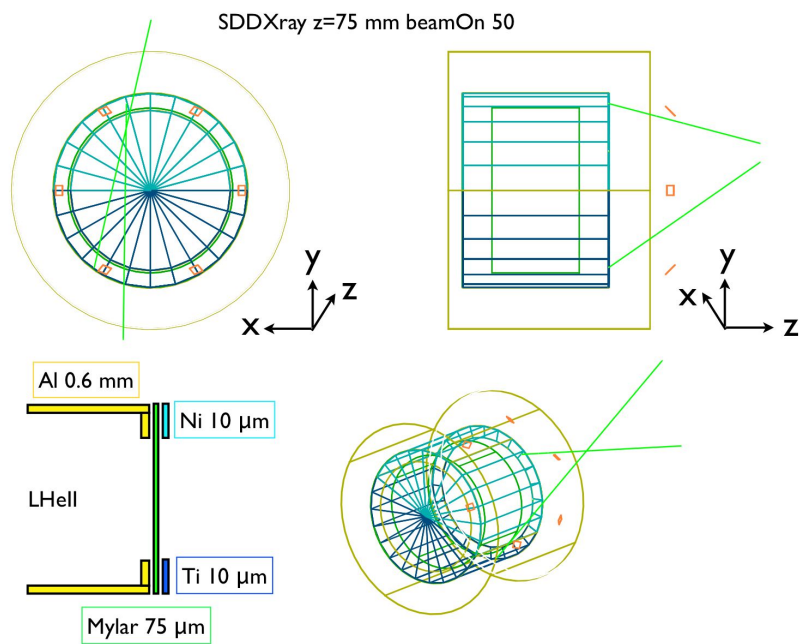 SDDXray z=75 mm beamOn 50
y
z
x
y
x
z
Al 0.6 mm
Ni 10 μm
LHeII
Ti 10 μm
Mylar 75 μm